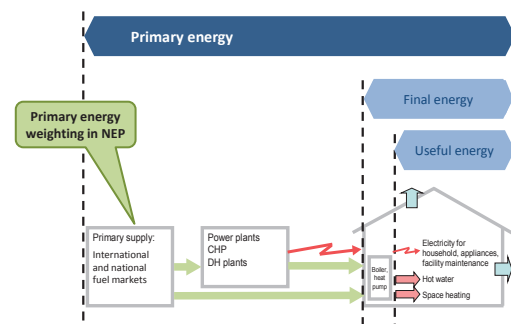 Primary energy
Final energy
Primary energy
weighting in NEP
Useful energy
Primary supply:
International
and national
fuel markets
Power plants
CHP
DH plants
Boiler,
heat
pump
Electricity for
household, appliances,
facility maintenance
Hot water
Space heating